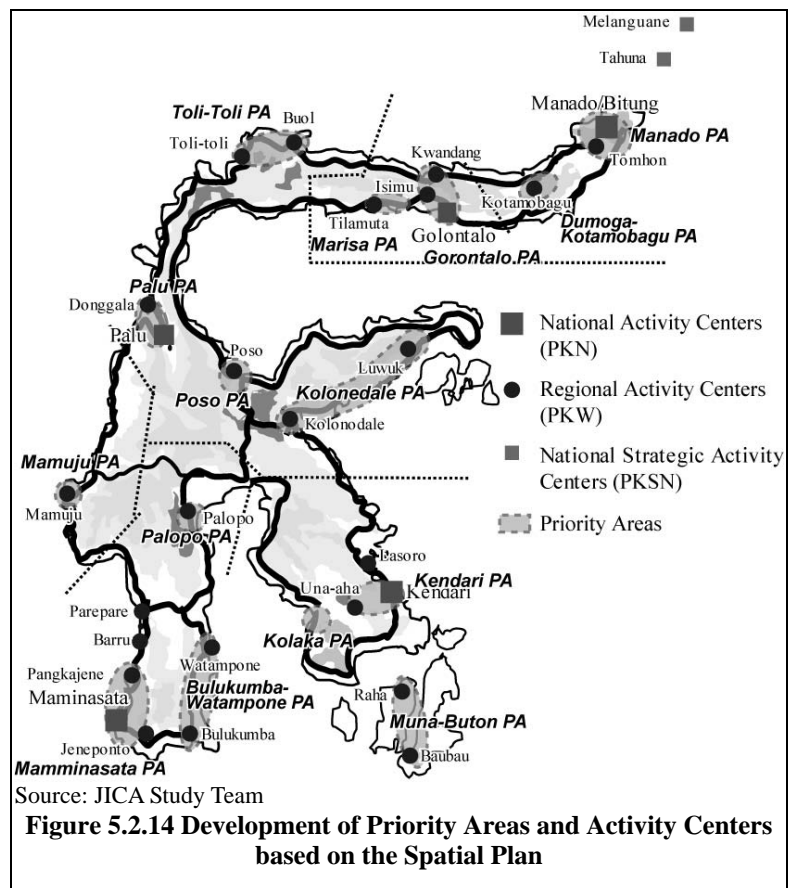 Melanguane
Tahuna
Manado/Bitung
Toli-Toli PA
Buol
Manado PA
Toli-toli
Kwandang
Tomhon
Isimu
Kotamobagu
Tilamuta
Golontalo
Dumoga-
Kotamobagu PA
Marisa PA
Gorontalo PA
Palu PA
Donggala
Palu
National Activity Centers
(PKN)
Poso
Luwuk
Regional Activity Centers
(PKW)
Poso PA
Kolonedale PA
Kolonodale
National Strategic Activity
Centers (PKSN)
Mamuju PA
Mamuju
Palopo
Palopo PA
Priority Areas
Lasoro
Una-aha
Kendari PA
Kendari
Parepare
Barru
Kolaka PA
Watampone
Pangkajene
Bulukumba-
Watampone PA
Maminasata
Raha
Muna-Buton PA
Jeneponto
Bulukumba
Baubau
Mamminasata PA
Source: JICA Study Team
Figure 5.2.14 Development of Priority Areas and Activity Centers
based on the Spatial Plan